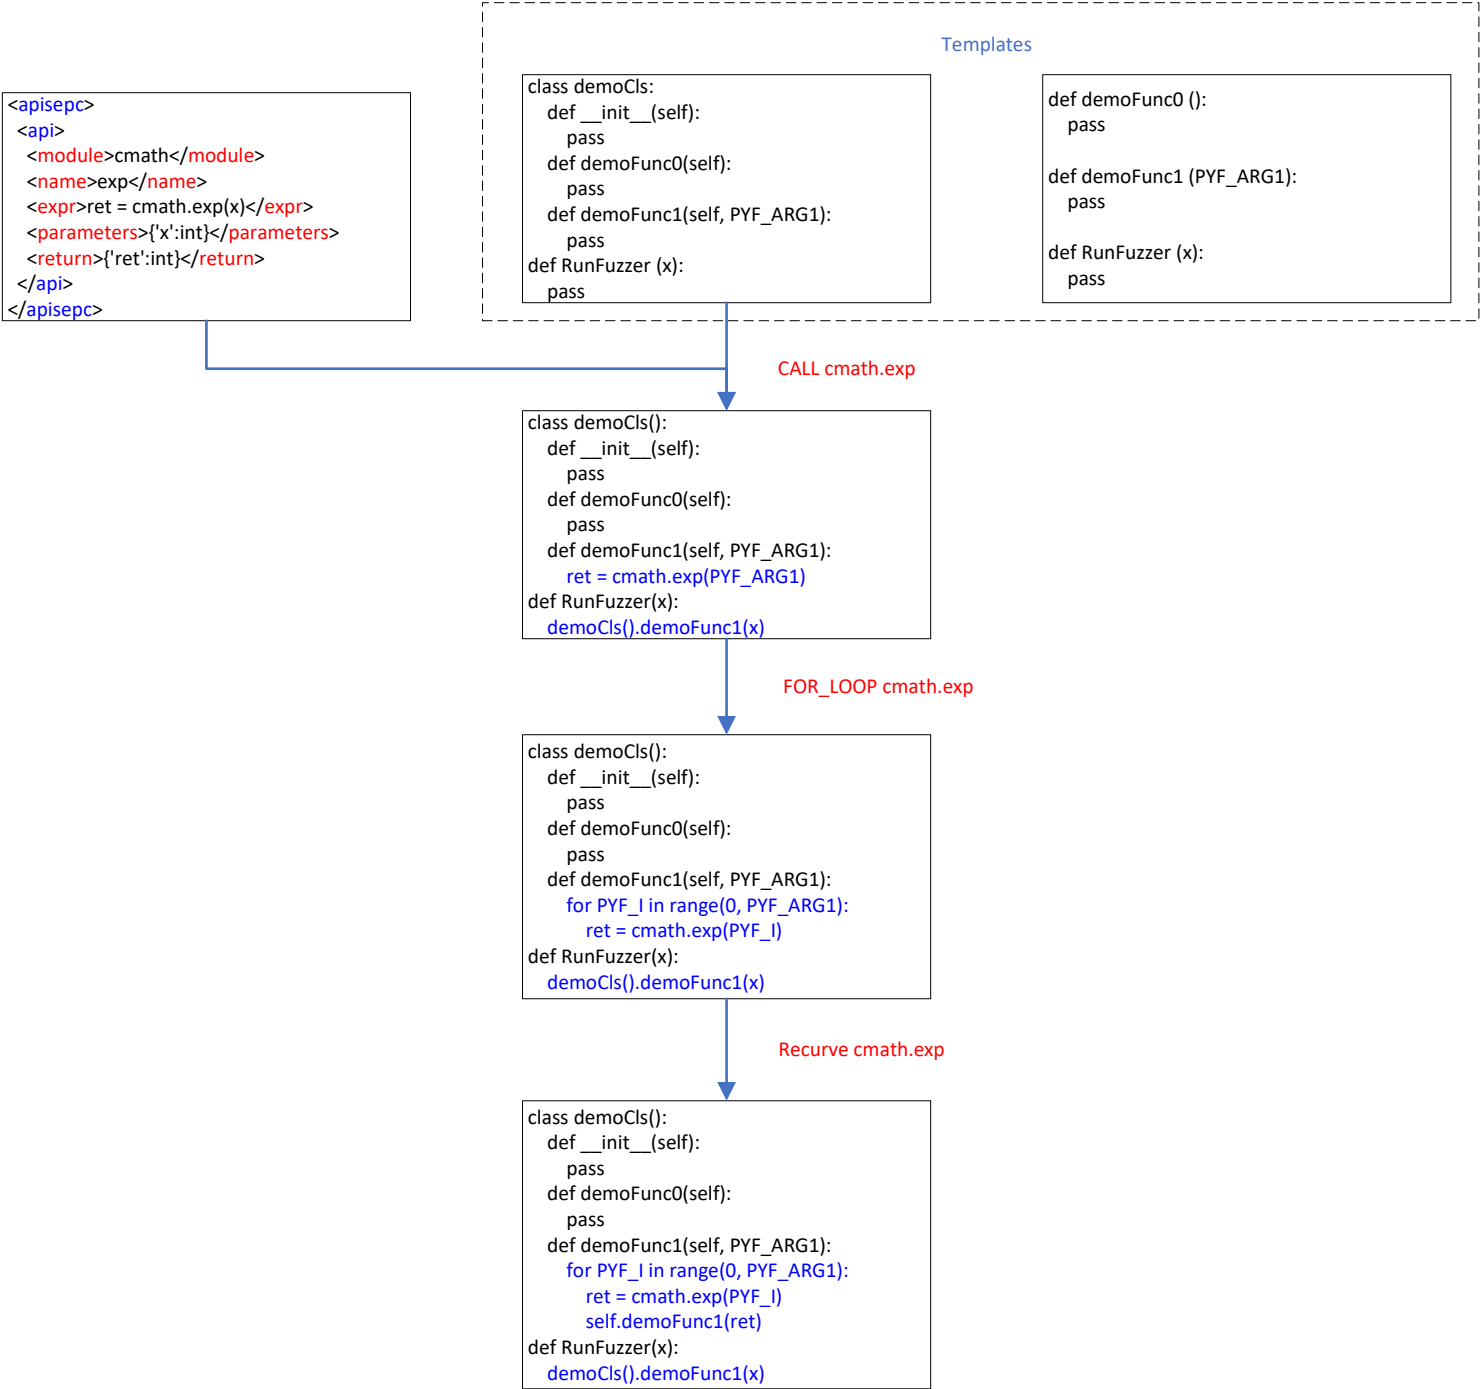 Templates
<apisepc>
<api>
<module>cmath</module>
<name>exp</name>
<expr>ret = cmath.exp(x)</expr>
<parameters>{'x':int}</parameters>
<return>{'ret':int}</return>
</api>
</apisepc>
class demoCls:
def __init__(self):
pass
def demoFunc0(self):
pass
def demoFunc1(self, PYF_ARG1):
pass
def RunFuzzer (x):
pass
def demoFunc0 ():
pass
def demoFunc1 (PYF_ARG1):
pass
def RunFuzzer (x):
pass
CALL cmath.exp
class demoCls():
def __init__(self):
pass
def demoFunc0(self):
pass
def demoFunc1(self, PYF_ARG1):
ret = cmath.exp(PYF_ARG1)
def RunFuzzer(x):
demoCls().demoFunc1(x)
FOR_LOOP cmath.exp
class demoCls():
def __init__(self):
pass
def demoFunc0(self):
pass
def demoFunc1(self, PYF_ARG1):
for PYF_I in range(0, PYF_ARG1):
ret = cmath.exp(PYF_I)
def RunFuzzer(x):
demoCls().demoFunc1(x)
Recurve cmath.exp
class demoCls():
def __init__(self):
pass
def demoFunc0(self):
pass
def demoFunc1(self, PYF_ARG1):
for PYF_I in range(0, PYF_ARG1):
ret = cmath.exp(PYF_I)
self.demoFunc1(ret)
def RunFuzzer(x):
demoCls().demoFunc1(x)